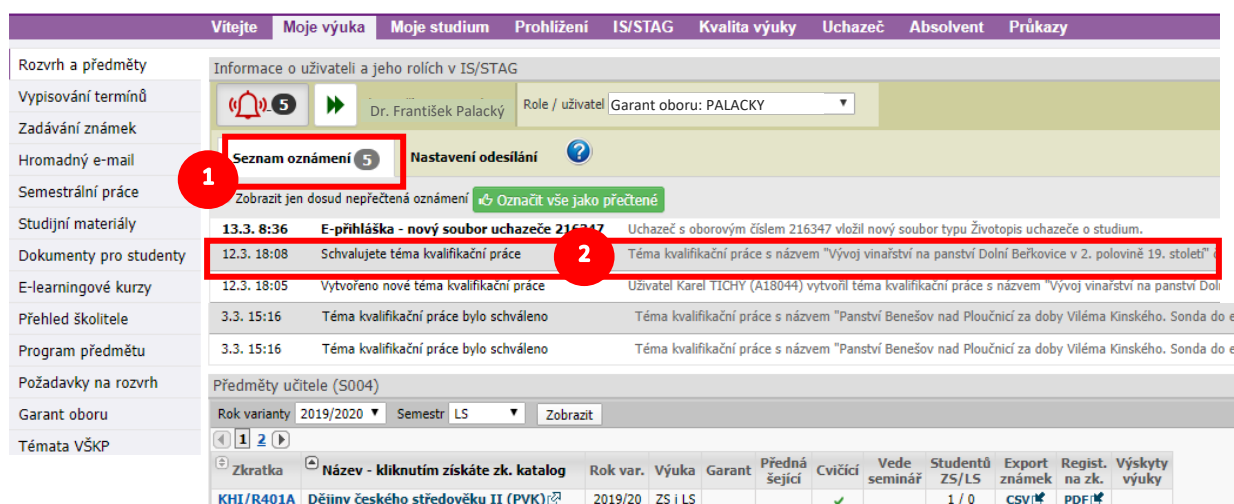 Vítejte Moje výuka Moje studium Prohlížení IS/STAG Kvalita výuky Uchazeč Absolvent Průkazy
Rozvrh a předměty
Vypisování termínů
Zadávání známek
Hromadný e-mail
Semestrální práce
Studijní materiály
Dokumenty pro studenty
E-learningové kurzy
Přehled školitele
Program předmětu
Požadavky na rozvrh
Garant oboru
Témata VŠKP
Informace o uživateli a jeho rolích v IS/STAG
5 Dr. František Palacký Role / uživatel Garant oboru: PALACKY
1 Seznam oznámení 5 Nastavení odesílání ?
Zobrazit jen dosud nepřečtená oznámení Označit vše jako přečtené
13.3. 8:36 E-přihláška - nový soubor uchazeče 216347 Uchazeč s oborovým číslem 216347 vložil nový soubor typu Životopis uchazeče o studium.
12.3. 18:08 Schvalujete téma kvalifikační práce 2 Téma kvalifikační práce s názvem "Vývoj vinařství na panství Dolní Beřkovice v 2. polovině 19. století"
12.3. 18:05 Vytvořeno nové téma kvalifikační práce Uživatel Karel TICHÝ (A18044) vytvořil téma kvalifikační práce s názvem "Vývoj vinařství na panství Dol
3.3. 15:16 Téma kvalifikační práce bylo schváleno Téma kvalifikační práce s názvem "Panství Benešov nad Ploučnicí za doby Viléma Kinského. Sonda do e
3.3. 15:16 Téma kvalifikační práce bylo schváleno Téma kvalifikační práce s názvem "Panství Benešov nad Ploučnicí za doby Viléma Kinského. Sonda do e
Předměty učitele (S004)
Rok varianty 2019/2020 Semestr LS Zobrazit
1 2
Zkratka Název - kliknutím získáte zk. katalog Rok var. Výuka Garant Předná šející Cvičící Vede seminář Studentů ZS/LS Export známek Regist. na zk. Výskyty výuky
KHI/R401A Dějiny českého středověku II (PVK) 2019/20 ZS i LS 1 / 0 CSV PDF